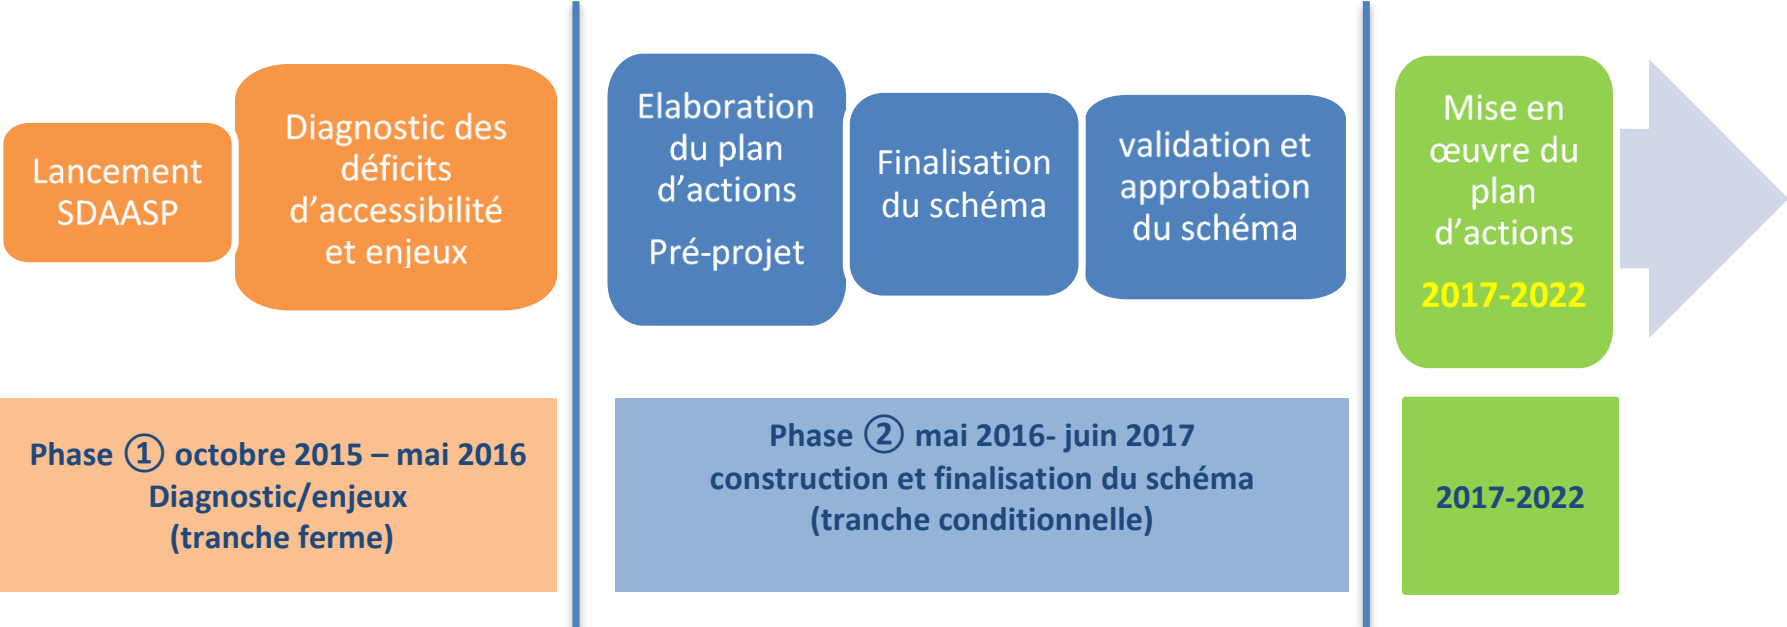 Lancement
SDAASP
Diagnostic des
déficits
d’accessibilité
et enjeux
Elaboration
du plan
d’actions
Pré-projet
Finalisation
du schéma
validation et
approbation
du schéma
Mise en
œuvre du
plan
d’actions
2017-2022
Phase ① octobre 2015 – mai 2016
Diagnostic/enjeux
(tranche ferme)
Phase ② mai 2016- juin 2017
construction et finalisation du schéma
(tranche conditionnelle)
2017-2022